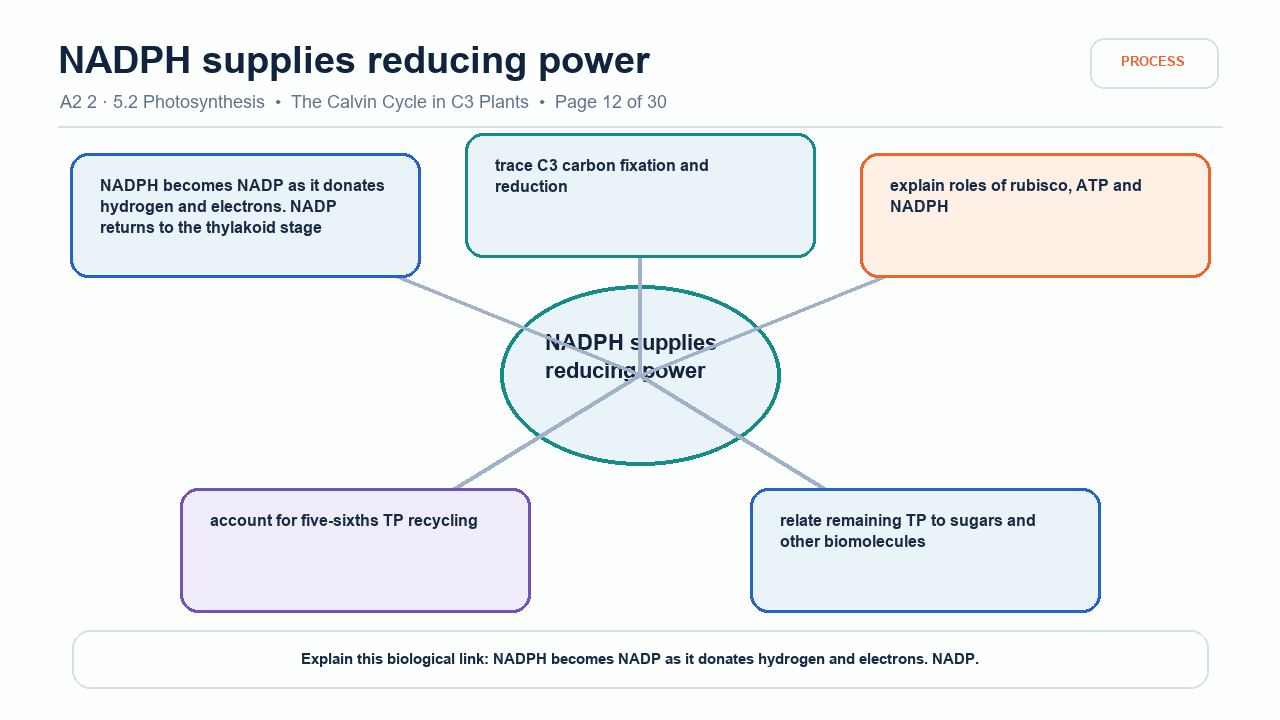 NADPH supplies reducing power
PROCESS
A2 2 · 5.2 Photosynthesis • The Calvin Cycle in C3 Plants • Page 12 of 30
NADPH becomes NADP as it donates
hydrogen and electrons. NADP
returns to the thylakoid stage
trace C3 carbon fixation and
reduction
explain roles of rubisco, ATP and
NADPH
NADPH supplies
reducing power
account for five-sixths TP recycling
relate remaining TP to sugars and
other biomolecules
Explain this biological link: NADPH becomes NADP as it donates hydrogen and electrons. NADP.